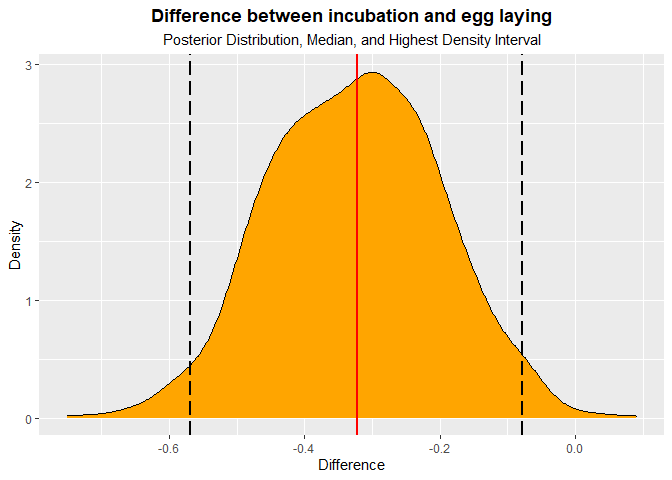 Difference between incubation and egg laying
Posterior Distribution, Median, and Highest Density Interval
3
2
1
0
Density
-0.6
-0.4
-0.2
0.0
Difference